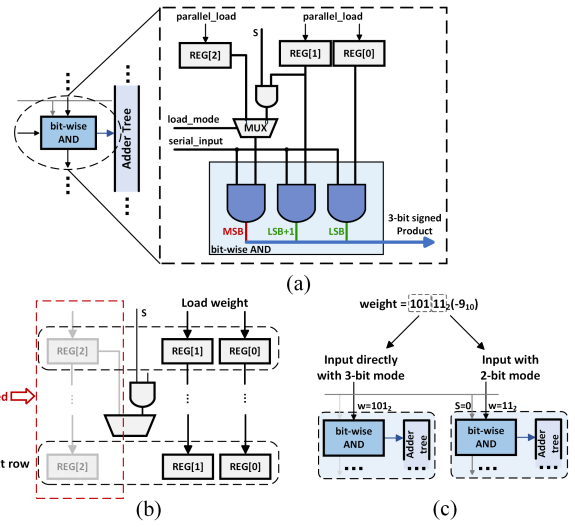 parallel_load
parallel_load
S
REG[2]
REG[1]
REG[0]
bit-wise
AND
Adder Tree
load_mode
MUX
serial_input
MSB
LSB+1
LSB
3-bit signed
Product
bit-wise AND
(a)
S
Load weight
REG[2]
REG[1]
REG[0]
REG[2]
REG[1]
REG[0]
t row
(b)
weight = 101 11₂(-9₁₀)
Input directly
with 3-bit mode
Input with
2-bit mode
w=101₂
S=0
w=11₂
bit-wise
AND
Adder
tree
bit-wise
AND
Adder
tree
(c)